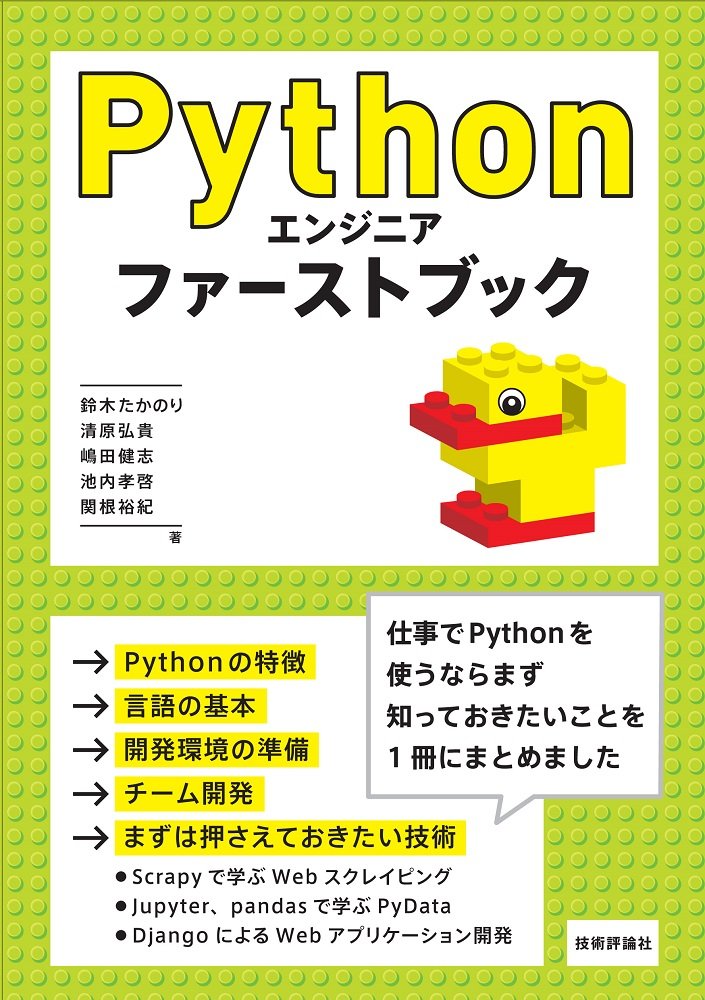 Python
エンジニア
ファーストブック
鈴木たかのり
清原弘貴
嶋田健志
池内孝啓
関根裕紀
著
仕事でPythonを
使うならまず
知っておきたいことを
1冊にまとめました
→ Pythonの特徴
→ 言語の基本
→ 開発環境の準備
→ チーム開発
→ まずは押さえておきたい技術
●Scrapyで学ぶWebスクレイピング
●Jupyter、pandasで学ぶPyData
●DjangoによるWebアプリケーション開発
技術評論社